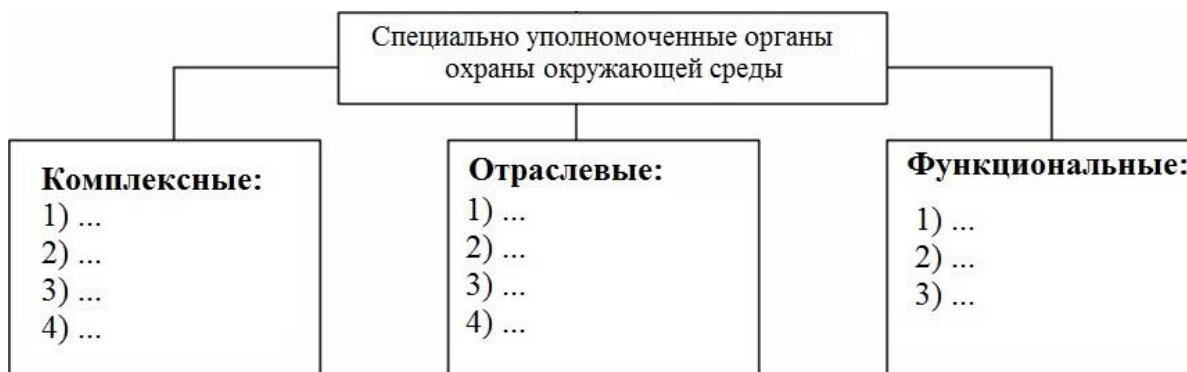 Специально уполномоченные органы
охраны окружающей среды
Комплексные:
1) ...
2) ...
3) ...
4) ...
Отраслевые:
1) ...
2) ...
3) ...
4) ...
Функциональные:
1) ...
2) ...
3) ...